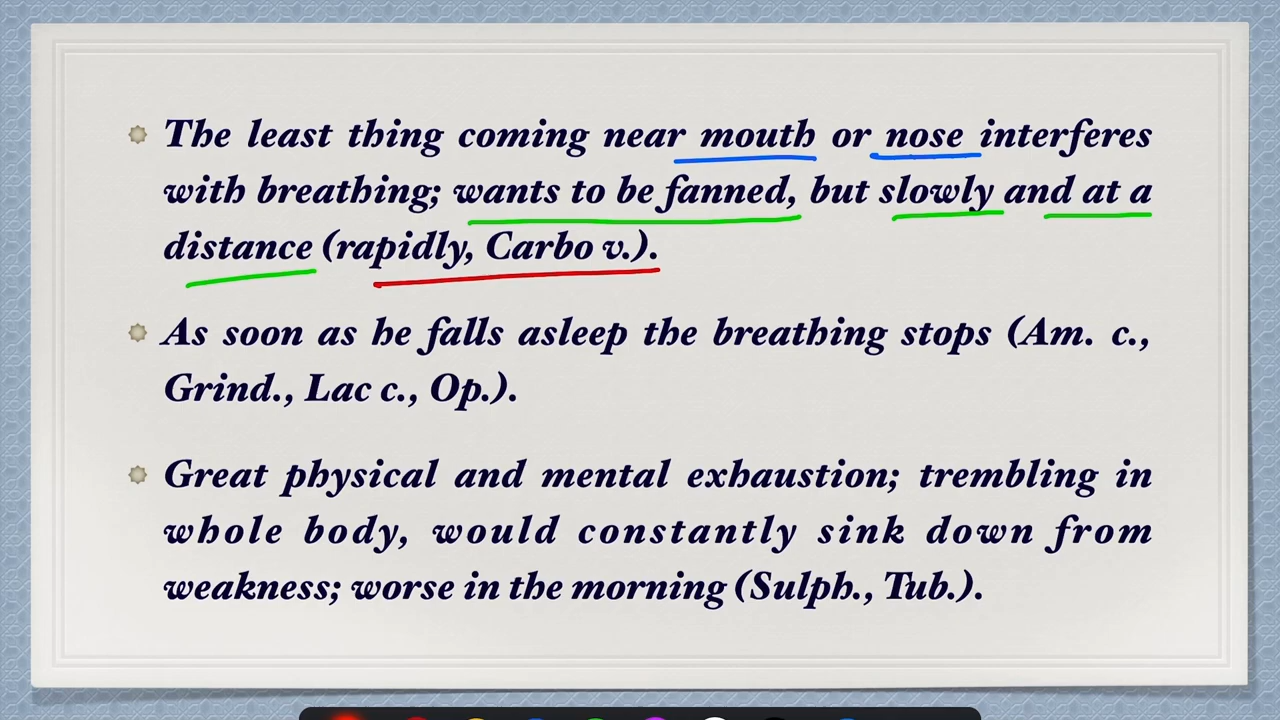 The least thing coming near mouth or nose interferes
with breathing; wants to be fanned, but slowly and at a
distance (rapidly, Carbo v.).
As soon as he falls asleep the breathing stops (Am. c.,
Grind., Lac c., Op.).
Great physical and mental exhaustion; trembling in
whole body, would constantly sink down from
weakness; worse in the morning (Sulph., Tub.).